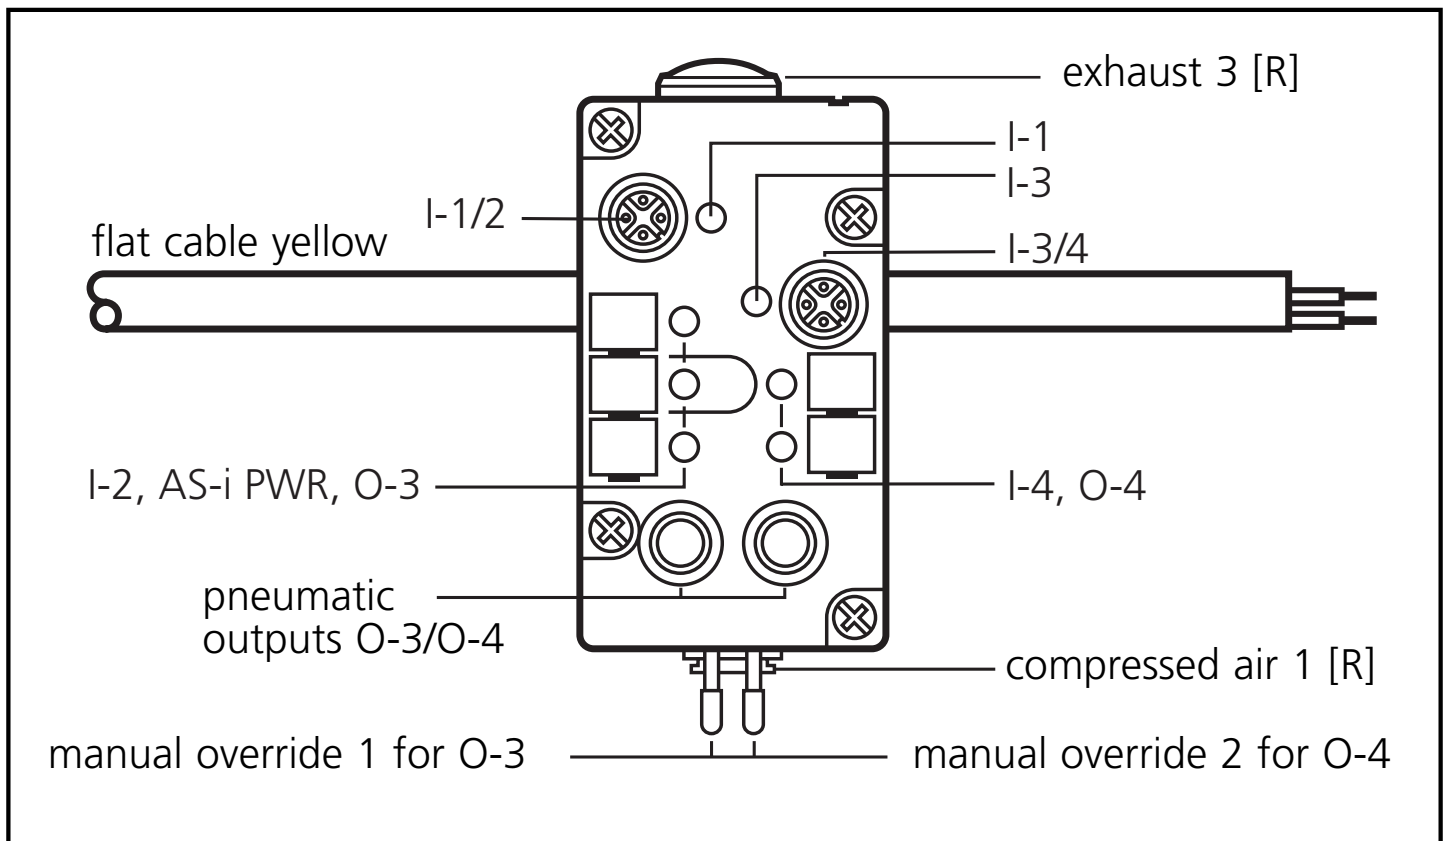 exhaust 3 [R]
I-1
I-3
I-1/2
flat cable yellow
I-3/4
I-2, AS-i PWR, O-3
I-4, O-4
pneumatic
outputs O-3/O-4
compressed air 1 [R]
manual override 1 for O-3
manual override 2 for O-4